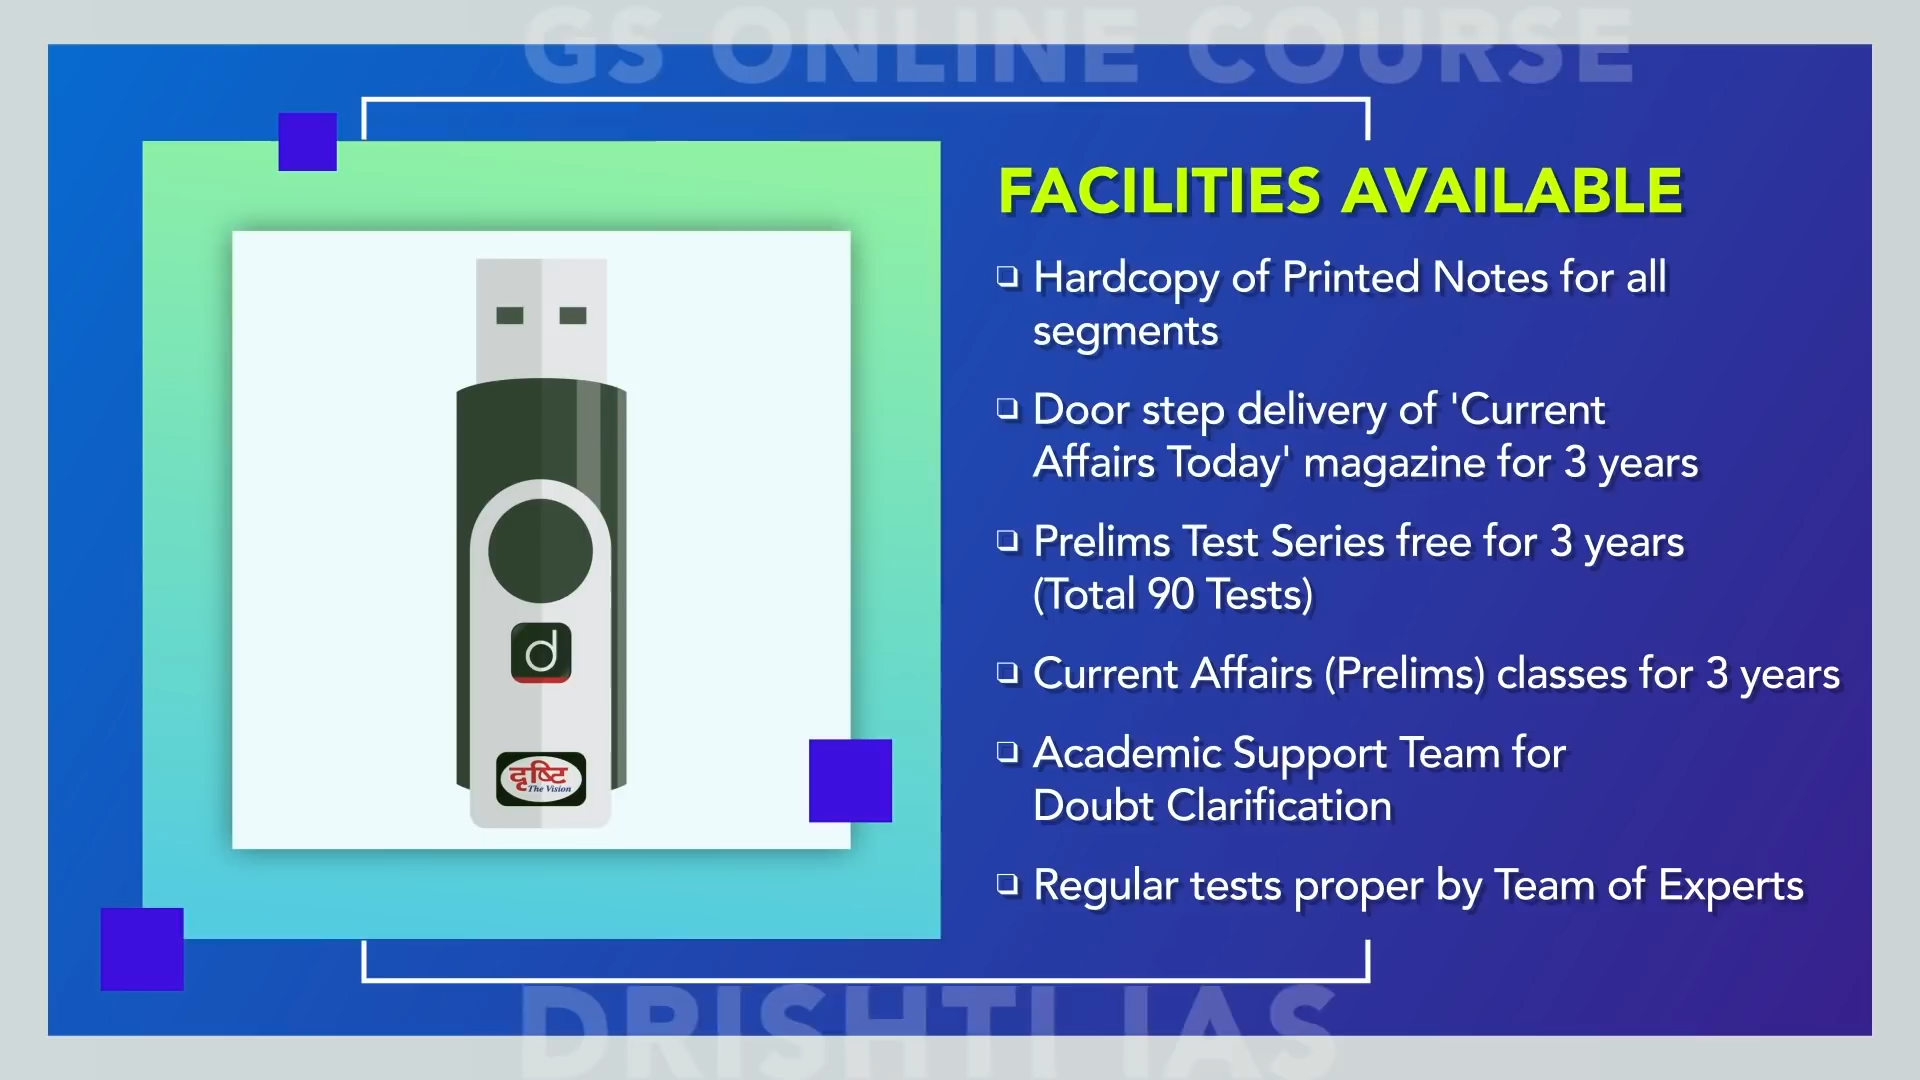 GS ONLINE COURSE
FACILITIES AVAILABLE
❏ Hardcopy of Printed Notes for all
segments
❏ Door step delivery of 'Current
Affairs Today' magazine for 3 years
❏ Prelims Test Series free for 3 years
(Total 90 Tests)
❏ Current Affairs (Prelims) classes for 3 years
❏ Academic Support Team for
Doubt Clarification
❏ Regular tests proper by Team of Experts
d
दृष्टि
The Vision
DRISHTI IAS